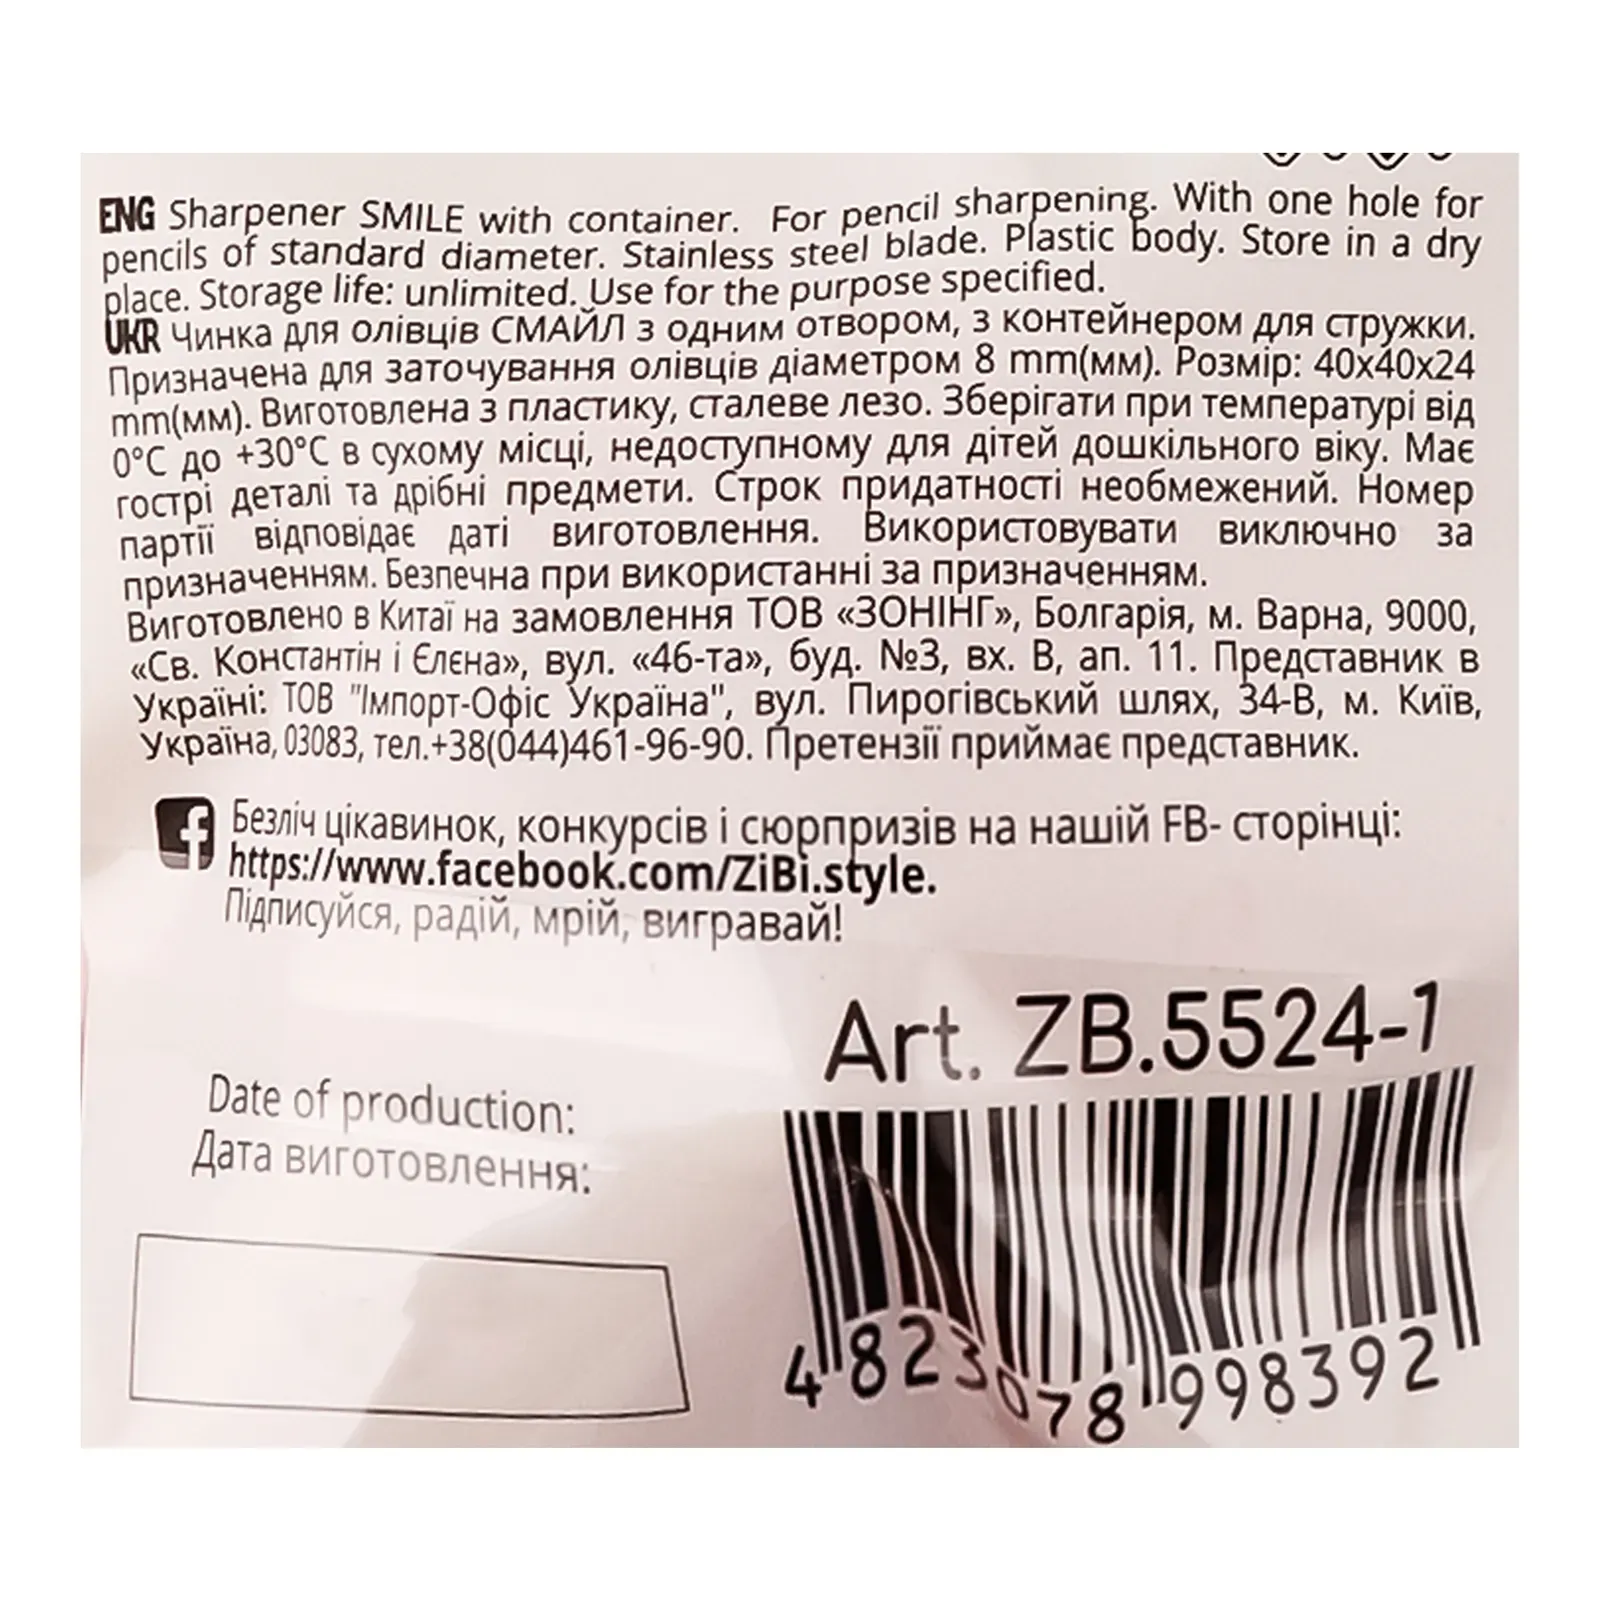 ENG Sharpener SMILE with container. For pencil sharpening. With one hole for
pencils of standard diameter. Stainless steel blade. Plastic body. Store in a dry
place. Storage life: unlimited. Use for the purpose specified.
UKR Чинка для олівців СМАЙЛ з одним отвором, з контейнером для стружки.
Призначена для заточування олівців діаметром 8 mm(мм). Розмір: 40x40x24
mm(мм). Виготовлена з пластику, сталеве лезо. Зберігати при температурі від
0°C до +30°C в сухому місці, недоступному для дітей дошкільного віку. Має
гострі деталі та дрібні предмети. Строк придатності необмежений. Номер
партії відповідає даті виготовлення. Використовувати виключно за
призначенням. Безпечна при використанні за призначенням.
Виготовлено в Китаї на замовлення ТОВ «ЗОНІНГ», Болгарія, м. Варна, 9000,
«Св. Константін і Єлєна», вул. «46-та», буд. №3, вх. В, ап. 11. Представник в
Україні: ТОВ "Імпорт-Офіс Україна", вул. Пирогівський шлях, 34-В, м. Київ,
Україна, 03083, тел.+38(044)461-96-90. Претензії приймає представник.
Безліч цікавинок, конкурсів і сюрпризів на нашій FB- сторінці:
https://www.facebook.com/ZiBi.style.
Підписуйся, радій, мрій, вигравай!
Art. ZB.5524-1
Date of production:
Дата виготовлення:
4 823078 998392